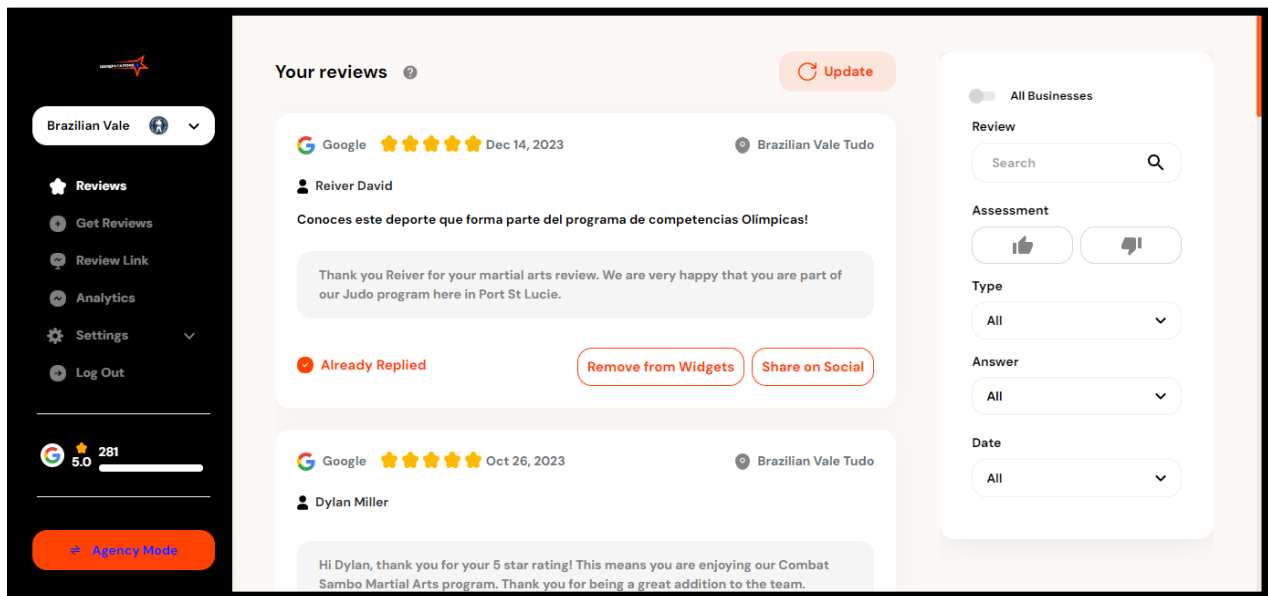 Brazilian Vale
Reviews
Get Reviews
Review Link
Analytics
Settings
Log Out
5.0
281
Agency Mode
Your reviews
?
Update
Google
Dec 14, 2023
Brazilian Vale Tudo
Reiver David
Conoces este deporte que forma parte del programa de competencias Olímpicas!
Thank you Reiver for your martial arts review. We are very happy that you are part of
our Judo program here in Port St Lucie.
Already Replied
Remove from Widgets
Share on Social
Google
Oct 26, 2023
Brazilian Vale Tudo
Dylan Miller
Hi Dylan, thank you for your 5 star rating! This means you are enjoying our Combat
Sambo Martial Arts program. Thank you for being a great addition to the team.
All Businesses
Review
Search
Assessment
Type
All
Answer
All
Date
All